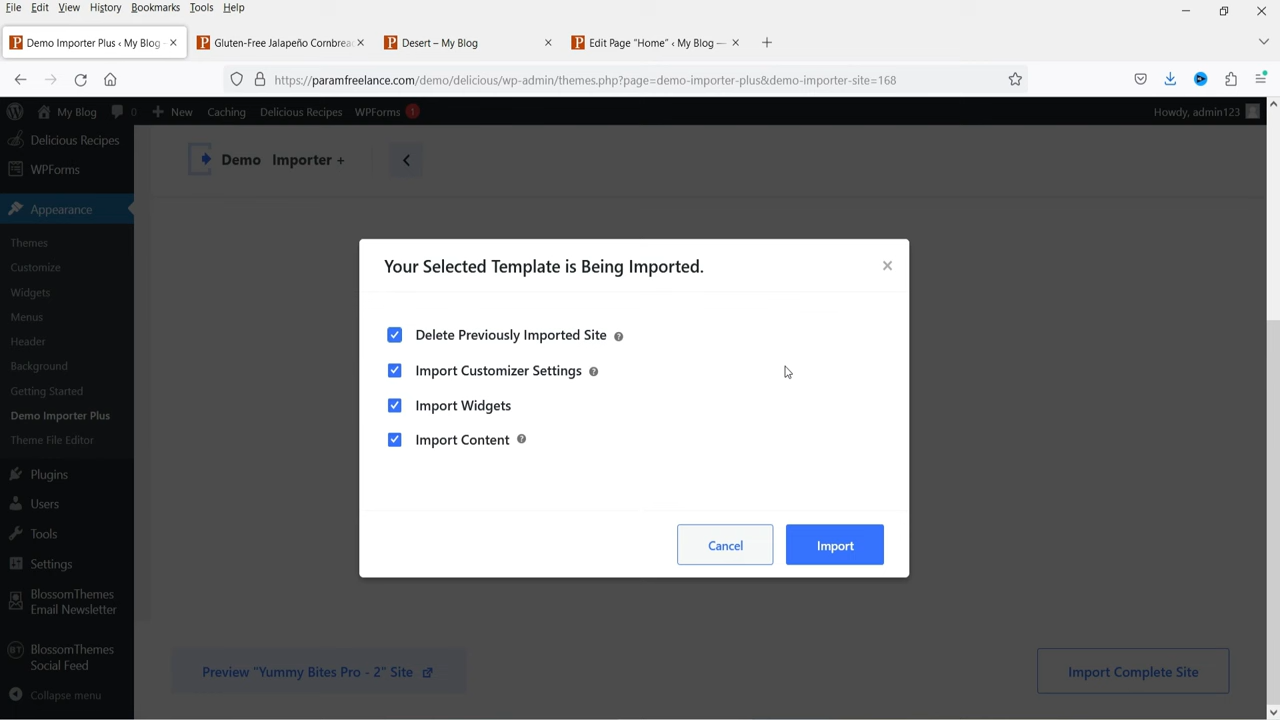 File Edit View History Bookmarks Tools Help
Demo Importer Plus ‹ My Blog -
Gluten-Free Jalapeño Cornbrea
Desert – My Blog
Edit Page "Home" ‹ My Blog —
https://paramfreelance.com/demo/delicious/wp-admin/themes.php?page=demo-importer-plus&demo-importer-site=168
My Blog 0 New Caching Delicious Recipes WPForms 1 Howdy, admin123
Delicious Recipes
WPForms
Appearance
Themes
Customize
Widgets
Menus
Header
Background
Getting Started
Demo Importer Plus
Theme File Editor
Plugins
Users
Tools
Settings
BlossomThemes
Email Newsletter
BlossomThemes
Social Feed
Collapse menu
Demo Importer +
Your Selected Template is Being Imported.
Delete Previously Imported Site
Import Customizer Settings
Import Widgets
Import Content
Cancel Import
Preview "Yummy Bites Pro - 2" Site
Import Complete Site